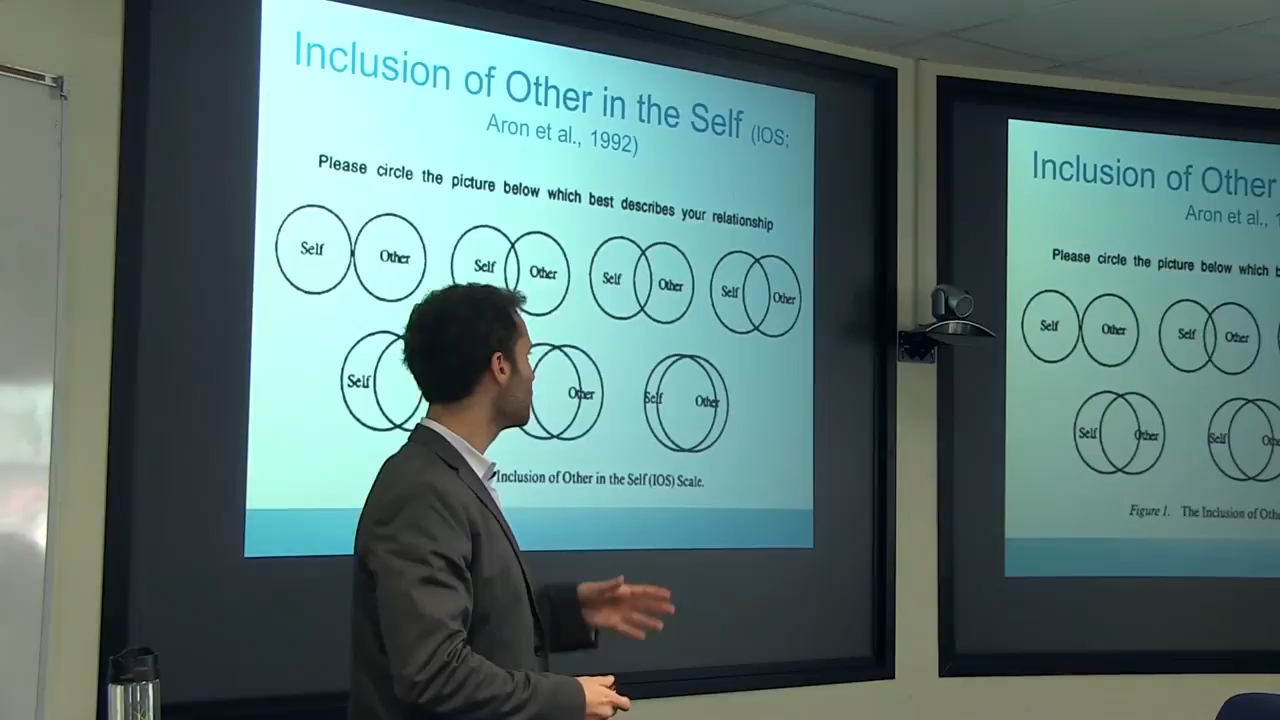 Inclusion of Other in the Self (IOS;
Aron et al., 1992)
Please circle the picture below which best describes your relationship
Self Other Self Other Self Other Self Other
Self Other Self Other
Inclusion of Other in the Self (IOS) Scale.
Inclusion of Other
Aron et al.,
Please circle the picture below which
Self Other Self Other
Self Other Self
Figure 1. The Inclusion of